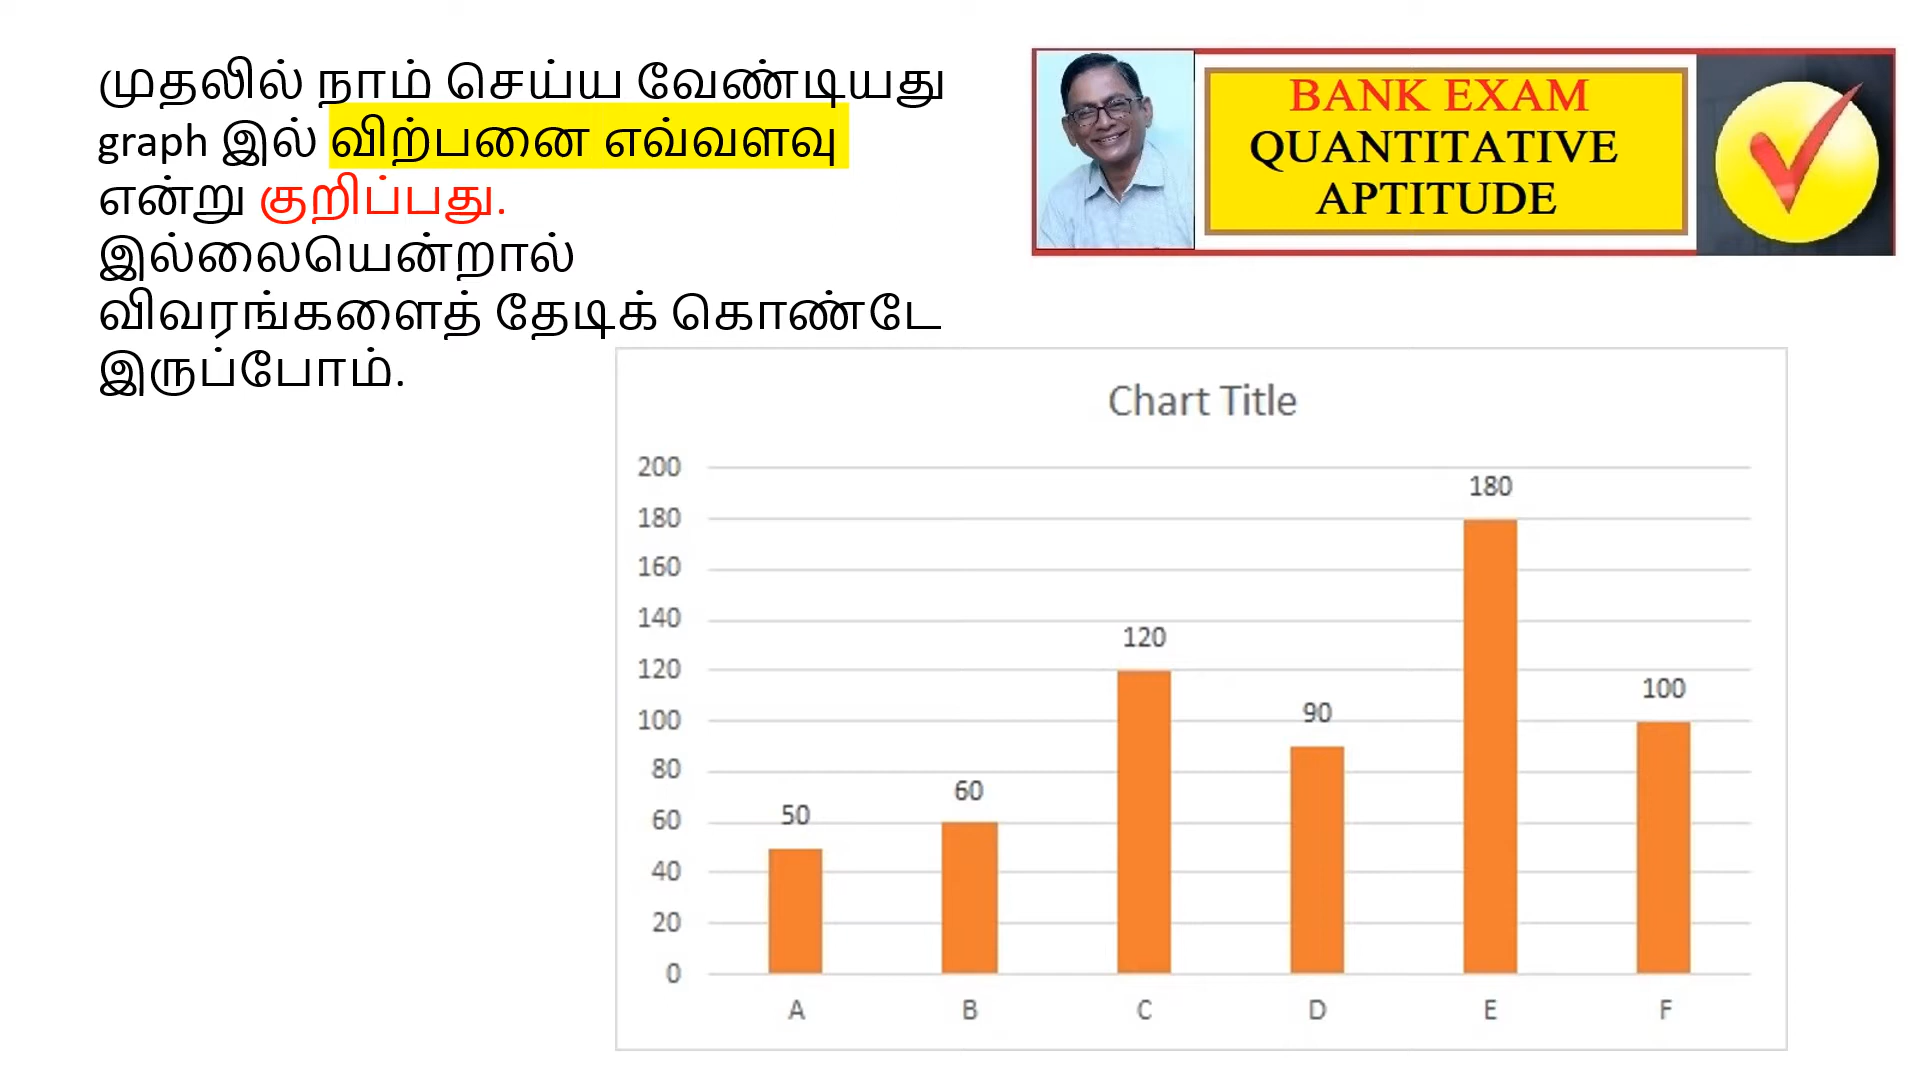 முதலில் நாம் செய்ய வேண்டியது
graph இல் விற்பனை எவ்வளவு
என்று குறிப்பது.
இல்லையென்றால்
விவரங்களைத் தேடிக் கொண்டே
இருப்போம்.
BANK EXAM
QUANTITATIVE
APTITUDE
Chart Title
200
180
160
140
120
100
80
60
40
20
0
50
60
120
90
180
100
A B C D E F